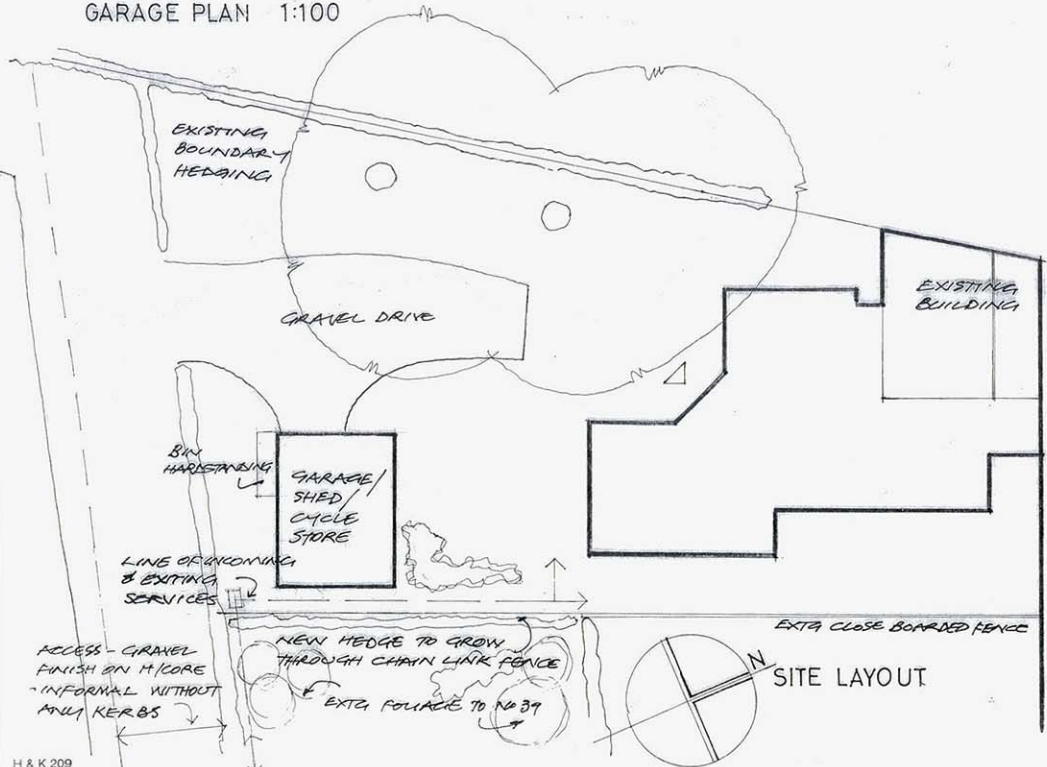 GARAGE PLAN 1:100
EXISTING
BOUNDARY
HEDGING
EXISTING
BUILDING
GRAVEL DRIVE
BIN
HARDSTANDING
GARAGE/
SHED/
CYCLE
STORE
LINE OF INCOMING
& EXITING
SERVICES
NEW HEDGE TO GROW
THROUGH CHAIN LINK FENCE
EXTG CLOSE BOARDED FENCE
ACCESS - GRAVEL
FINISH ON H/CORE
- INFORMAL WITHOUT
ANY KERBS
EXTG FOLIAGE TO No 39
N
SITE LAYOUT
H & K 209